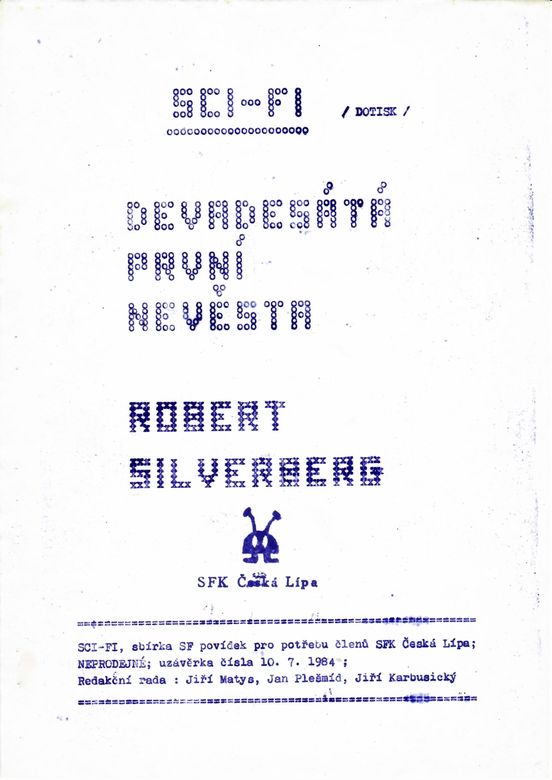 SCI-FI / DOTISK /
DEVADESÁTÁ
PRVNÍ
NEVĚSTA
ROBERT
SILVERBERG
SFK Česká Lípa
SCI-FI, sbírka SF povídek pro potřebu členů SFK Česká Lípa;
NEPRODEJNÉ; uzávěrka čísla 10. 7. 1984 ;
Redakční rada : Jiří Matys, Jan Plešmíd, Jiří Karbusický